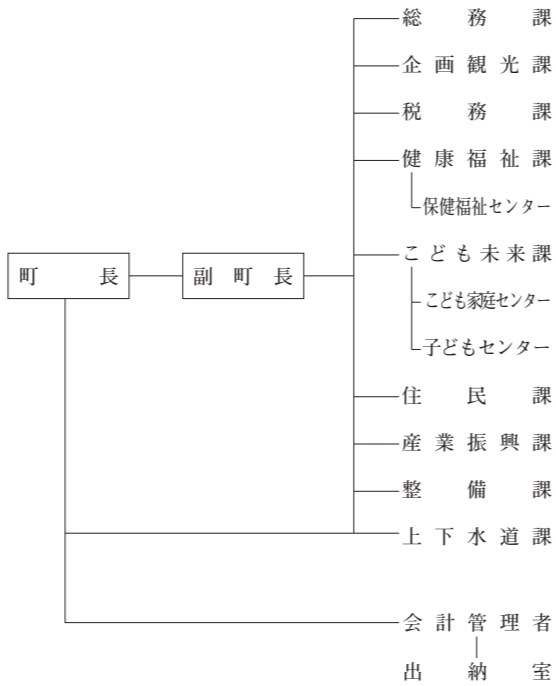 総務課
企画観光課
税務課
健康福祉課
保健福祉センター
こども未来課
町長
副町長
こども家庭センター
子どもセンター
住民課
産業振興課
整備課
上下水道課
会計管理者
出納室